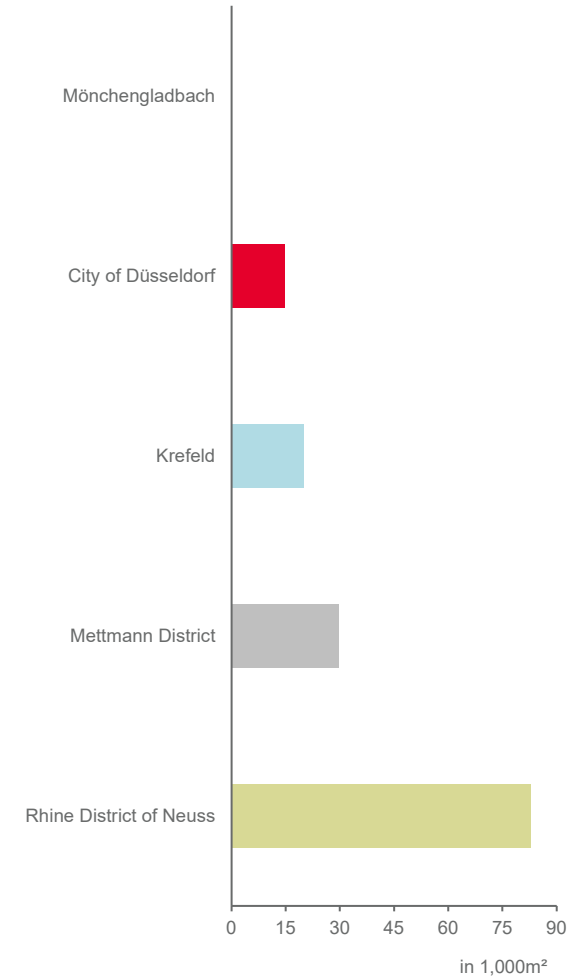 Mönchengladbach
City of Düsseldorf
Krefeld
Mettmann District
Rhine District of Neuss
0 15 30 45 60 75 90
in 1,000m²